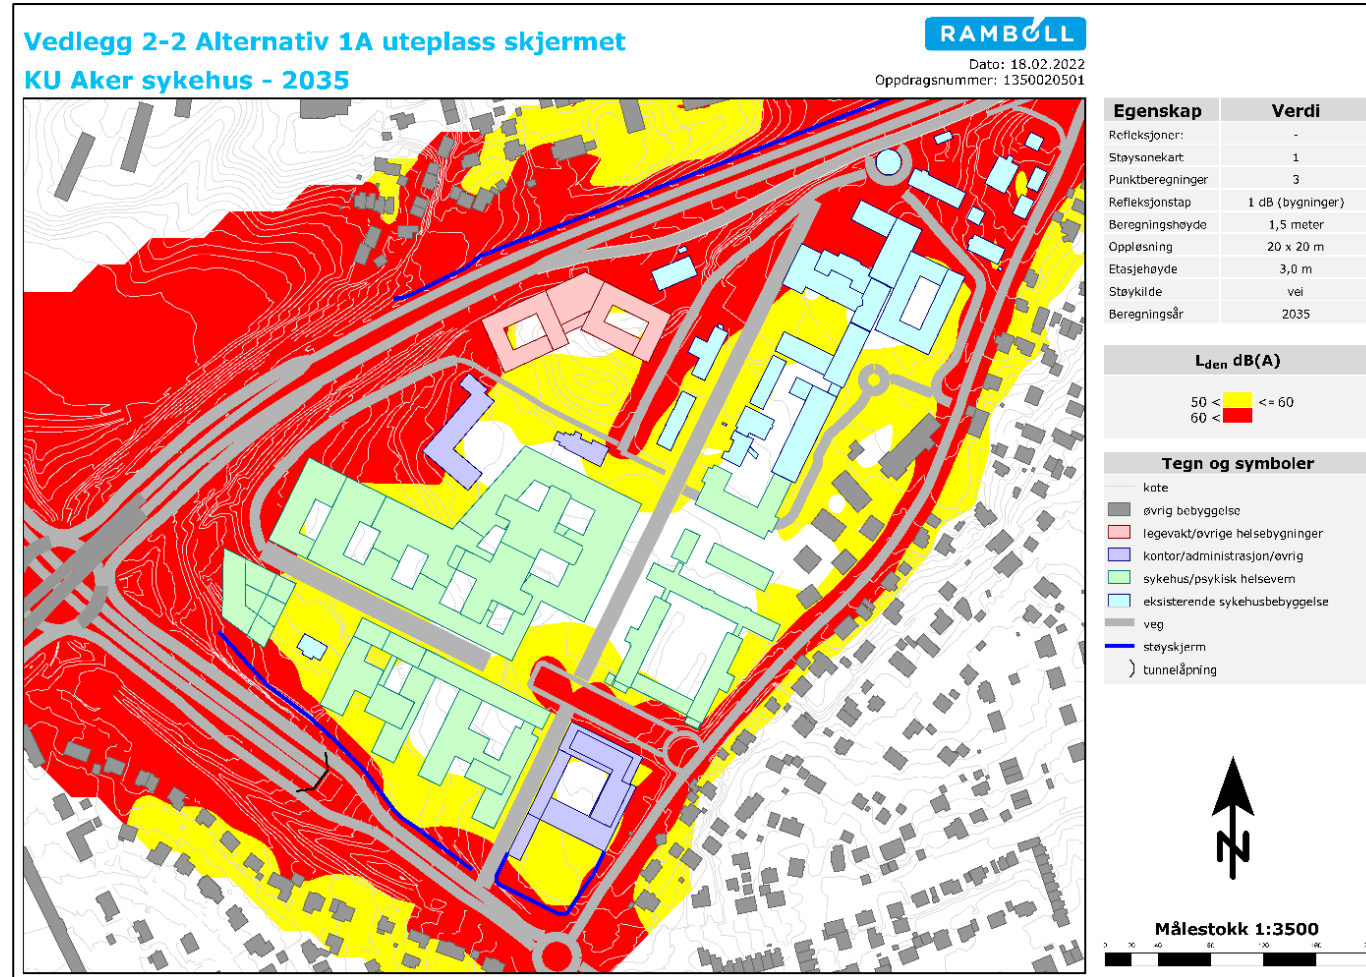 Vedlegg 2-2 Alternativ 1A uteplass skjermet
KU Aker sykehus - 2035
RAMBØLL
Dato: 18.02.2022
Oppdragsnummer: 1350020501
Egenskap Verdi
Refleksjoner: -
Støysonekart 1
Punktberegninger 3
Refleksjonstap 1 dB (bygninger)
Beregningshøyde 1,5 meter
Oppløsning 20 x 20 m
Etasjehøyde 3,0 m
Støykilde vei
Beregningsår 2035
Lden dB(A)
50 < <= 60
60 <
Tegn og symboler
kote
øvrig bebyggelse
legevakt/øvrige helsebygninger
kontor/administrasjon/øvrig
sykehus/psykisk helsevern
eksisterende sykehusbebyggelse
veg
støyskjerm
tunnelåpning
N
Målestokk 1:3500